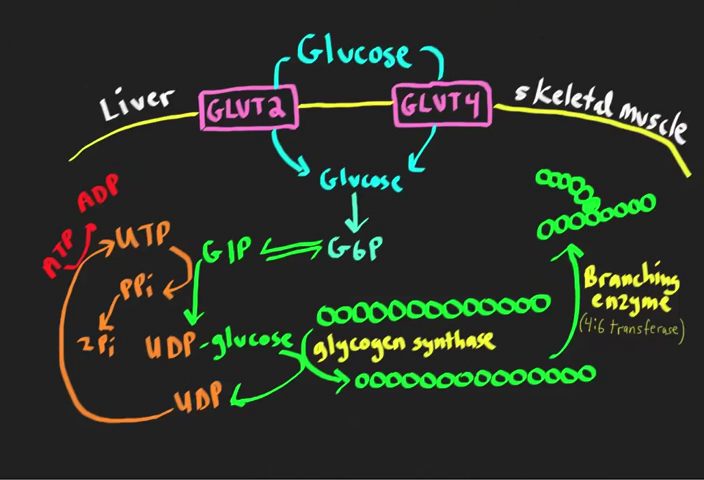 Glucose
Liver
GLUT2
GLUT4
skeletal muscle
Glucose
ADP
ATP
UTP
G1P
G6P
PPi
2Pi
UDP-glucose
glycogen synthase
Branching
enzyme
(4:6 transferase)
UDP